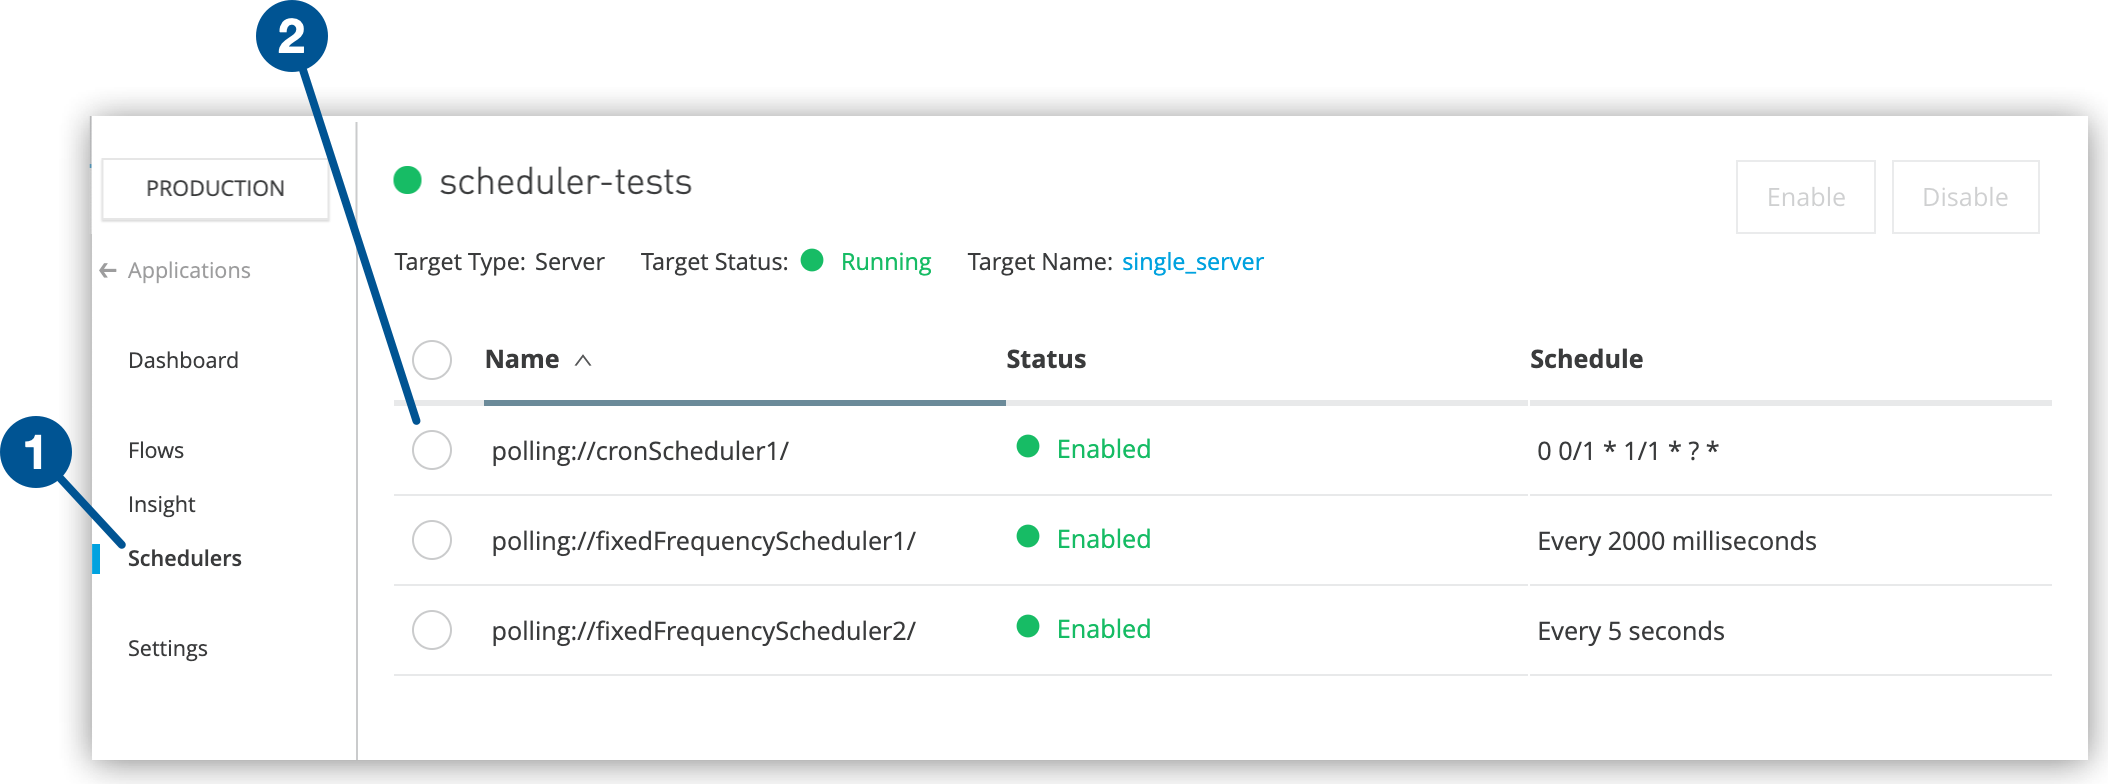 2
PRODUCTION
scheduler-tests
Enable Disable
Target Type: Server Target Status: Running Target Name: single_server
Applications
Name Status Schedule
Dashboard
1
Flows
polling://cronScheduler1/ Enabled 0 0/1 * 1/1 * ? *
Insight
polling://fixedFrequencyScheduler1/ Enabled Every 2000 milliseconds
Schedulers
polling://fixedFrequencyScheduler2/ Enabled Every 5 seconds
Settings